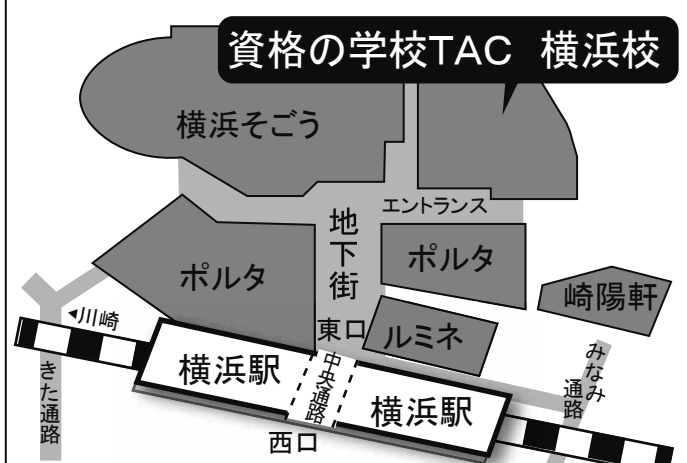 資格の学校TAC 横浜校
横浜そごう
エントランス
地下街
ポルタ
ポルタ
崎陽軒
◂川崎
東口
ルミネ
みなみ通路
横浜駅
中央通路
横浜駅
きた通路
西口